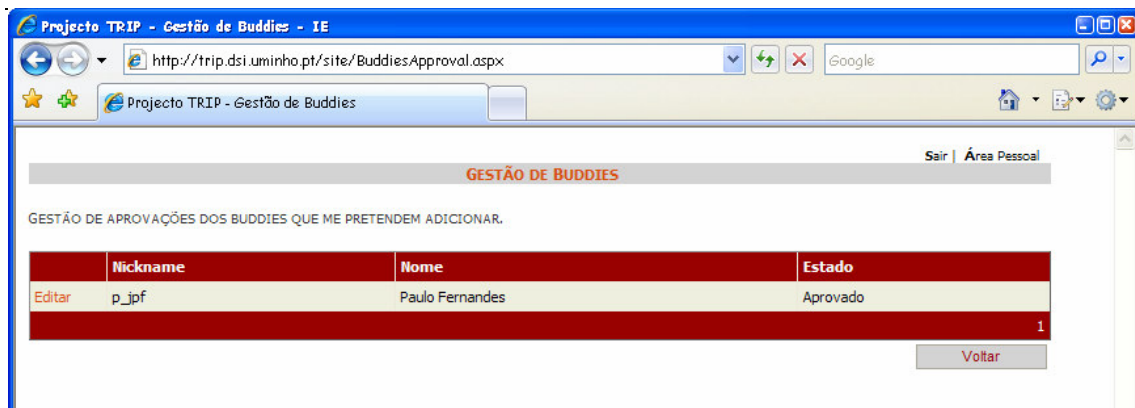 Projecto TRIP - Gestão de Buddies - IE
http://trip.dsi.uminho.pt/site/BuddiesApproval.aspx
Google
Projecto TRIP - Gestão de Buddies
Sair | Área Pessoal
GESTÃO DE BUDDIES
GESTÃO DE APROVAÇÕES DOS BUDDIES QUE ME PRETENDEM ADICIONAR.
Nickname Nome Estado
Editar p_jpf Paulo Fernandes Aprovado
1
Voltar